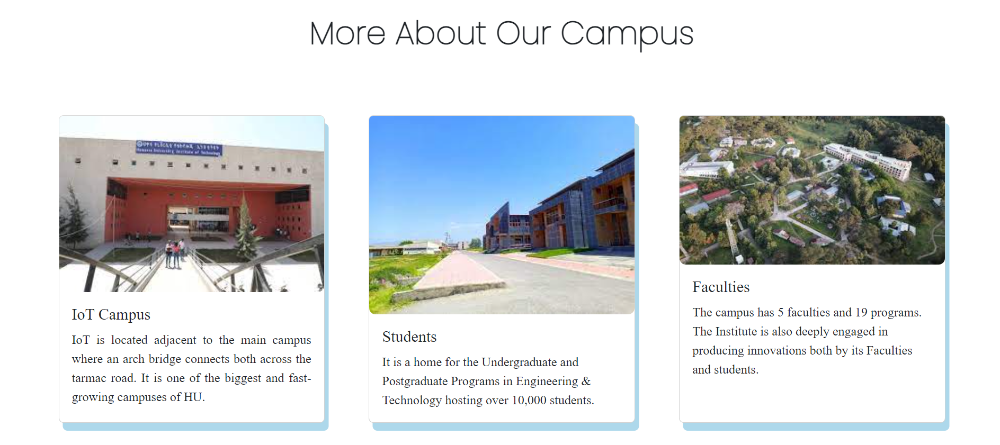 More About Our Campus
Hawassa University Institute of Technology
IoT Campus
IoT is located adjacent to the main campus
where an arch bridge connects both across the
tarmac road. It is one of the biggest and fast-
growing campuses of HU.
Students
It is a home for the Undergraduate and
Postgraduate Programs in Engineering &
Technology hosting over 10,000 students.
Faculties
The campus has 5 faculties and 19 programs.
The Institute is also deeply engaged in
producing innovations both by its Faculties
and students.